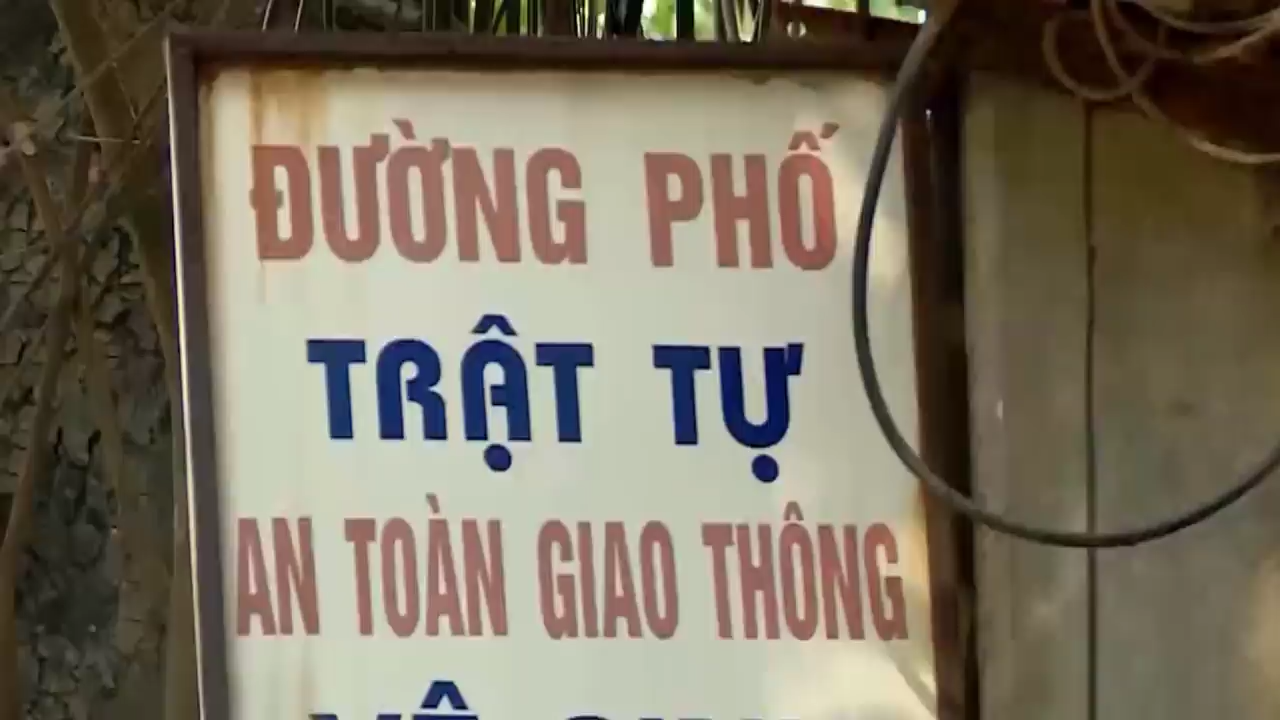 ĐƯỜNG PHỐ
TRẬT TỰ
AN TOÀN GIAO THÔNG